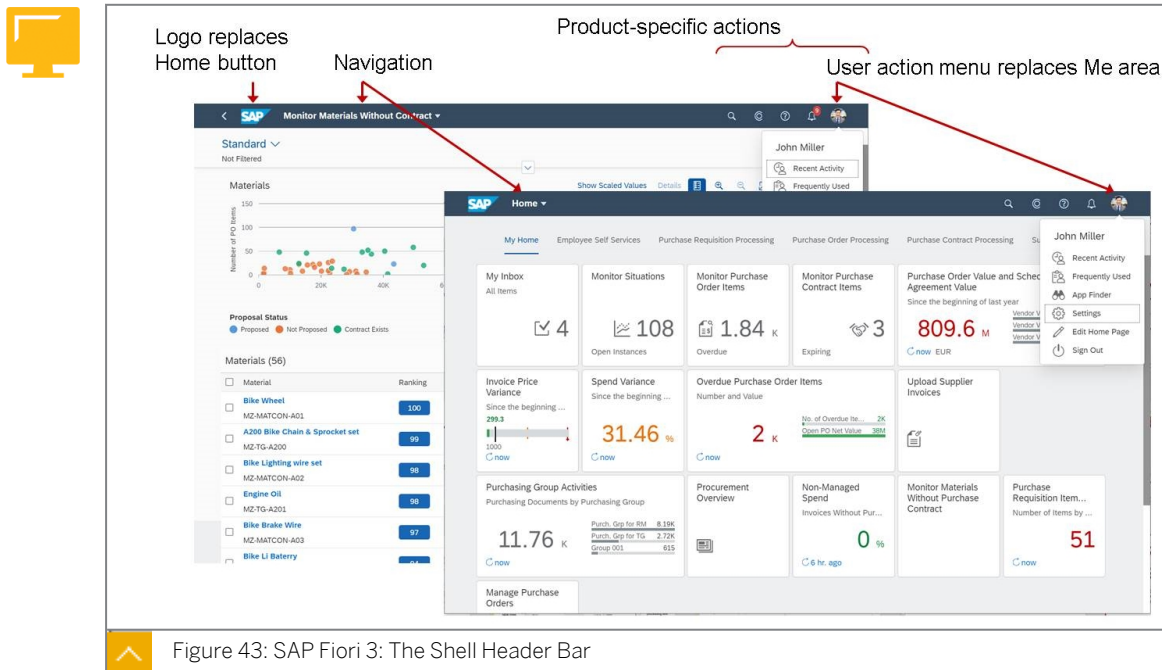 Logo replaces
Home button
Navigation
Product-specific actions
User action menu replaces Me area
SAP Monitor Materials Without Contract
9
Standard
Not Filtered
John Miller
Recent Activity
Frequently Used
Materials
Show Scaled Values Details
Number of PO Items
150
100
50
0
0 20K 40K
Proposal Status
Proposed Not Proposed Contract Exists
Materials (56)
Material Ranking
Bike Wheel
MZ-MATCON-A01
100
A200 Bike Chain & Sprocket set
MZ-TG-A200
99
Bike Lighting wire set
MZ-MATCON-A02
98
Engine Oil
MZ-TG-A201
98
Bike Brake Wire
MZ-MATCON-A03
97
Bike Li Baterry
SAP Home
My Home Employee Self Services Purchase Requisition Processing Purchase Order Processing Purchase Contract Processing
John Miller
Recent Activity
Frequently Used
App Finder
Settings
Edit Home Page
Sign Out
My Inbox
All Items
4
Monitor Situations
108
Open Instances
Monitor Purchase
Order Items
1.84 K
Overdue
Monitor Purchase
Contract Items
3
Expiring
Purchase Order Value and Sched
Agreement Value
Since the beginning of last year
809.6 M
Vendor V
Vendor V
Vendor V
now EUR
Invoice Price
Variance
Since the beginning ...
299.3
1000
now
Spend Variance
Since the beginning ...
31.46 %
now
Overdue Purchase Order Items
Number and Value
2 K
No. of Overdue Ite... 2K
Open PO Net Value 38M
now
Upload Supplier
Invoices
Purchasing Group Activities
Purchasing Documents by Purchasing Group
11.76 K
Purch. Grp for RM 8.19K
Purch. Grp for TG 2.72K
Group 001 615
now
Procurement
Overview
Non-Managed
Spend
Invoices Without Pur...
0 %
6 hr. ago
Monitor Materials
Without Purchase
Contract
Purchase
Requisition Item...
Number of Items by ...
51
now
Manage Purchase
Orders
Figure 43: SAP Fiori 3: The Shell Header Bar